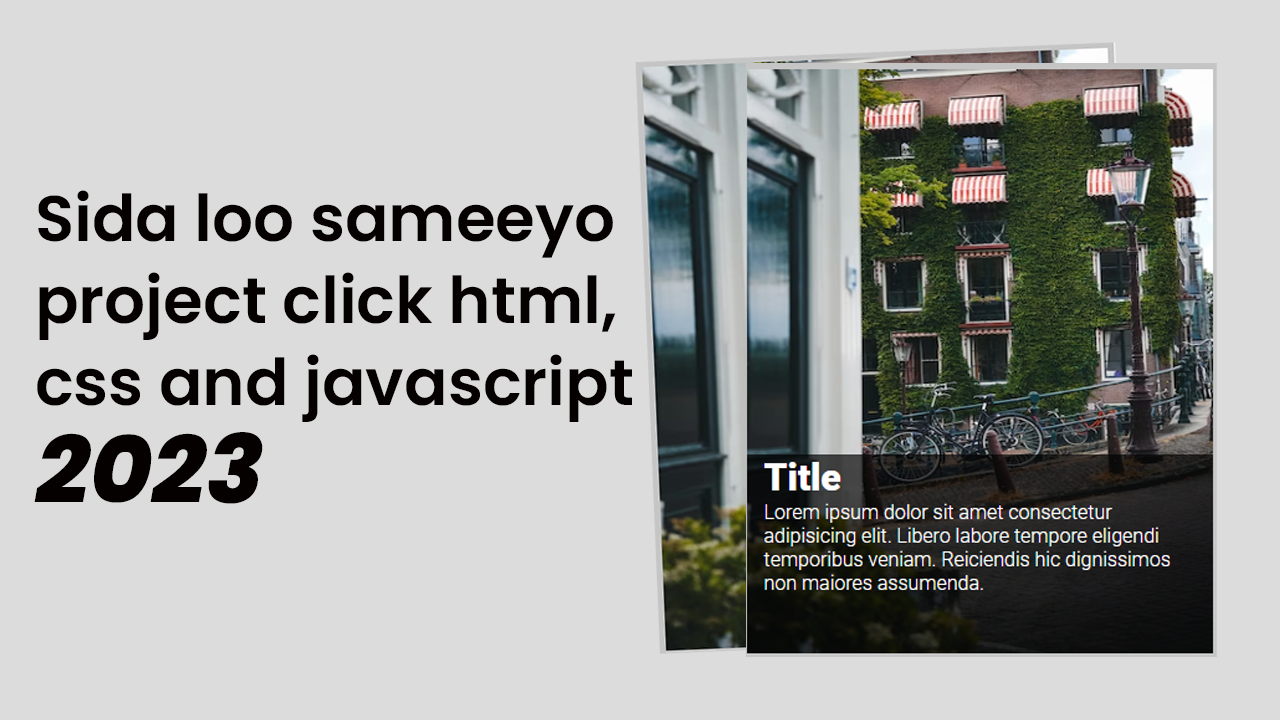 Sida loo sameeyo
project click html,
css and javascript
2023
Title
Lorem ipsum dolor sit amet consectetur
adipisicing elit. Libero labore tempore eligendi
temporibus veniam. Reiciendis hic dignissimos
non maiores assumenda.